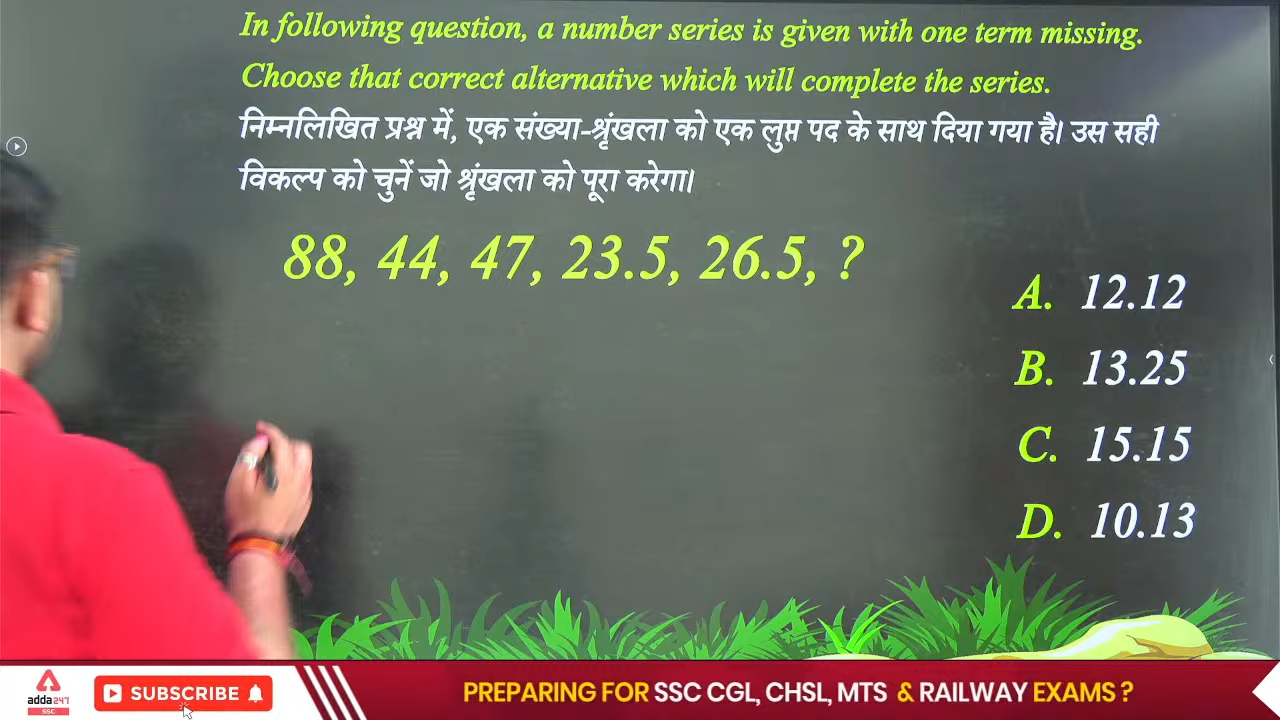 In following question, a number series is given with one term missing.
Choose that correct alternative which will complete the series.
निम्नलिखित प्रश्न में, एक संख्या-श्रृंखला को एक लुप्त पद के साथ दिया गया है। उस सही
विकल्प को चुनें जो श्रृंखला को पूरा करेगा।
88, 44, 47, 23.5, 26.5, ?
A. 12.12
B. 13.25
C. 15.15
D. 10.13
adda247
SSC
SUBSCRIBE
PREPARING FOR SSC CGL, CHSL, MTS & RAILWAY EXAMS ?